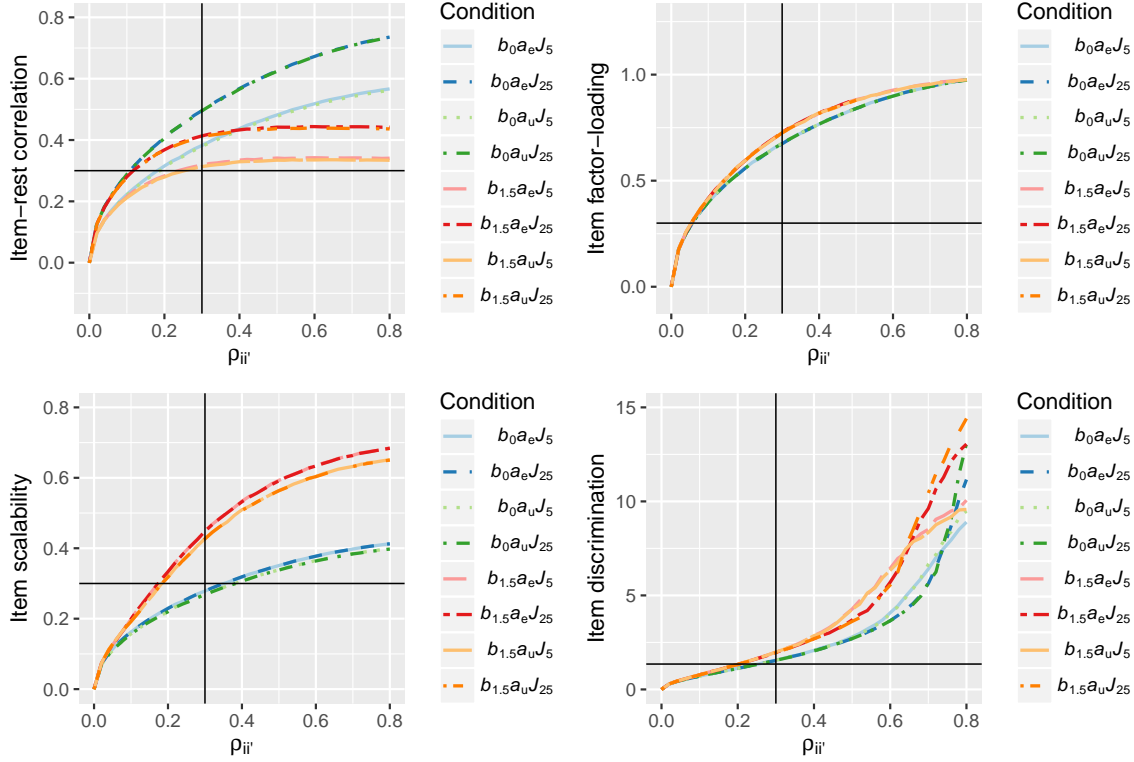 Item−rest correlation
0.8
0.6
0.4
0.2
0.0
0.0 0.2 0.4 0.6 0.8
ρii'
Condition
b0aeJ5
b0aeJ25
b0auJ5
b0auJ25
b1.5aeJ5
b1.5aeJ25
b1.5auJ5
b1.5auJ25
Item factor−loading
1.0
0.5
0.0
0.0 0.2 0.4 0.6 0.8
ρii'
Condition
b0aeJ5
b0aeJ25
b0auJ5
b0auJ25
b1.5aeJ5
b1.5aeJ25
b1.5auJ5
b1.5auJ25
Item scalability
0.8
0.6
0.4
0.2
0.0
0.0 0.2 0.4 0.6 0.8
ρii'
Condition
b0aeJ5
b0aeJ25
b0auJ5
b0auJ25
b1.5aeJ5
b1.5aeJ25
b1.5auJ5
b1.5auJ25
Item discrimination
15
10
5
0
0.0 0.2 0.4 0.6 0.8
ρii'
Condition
b0aeJ5
b0aeJ25
b0auJ5
b0auJ25
b1.5aeJ5
b1.5aeJ25
b1.5auJ5
b1.5auJ25